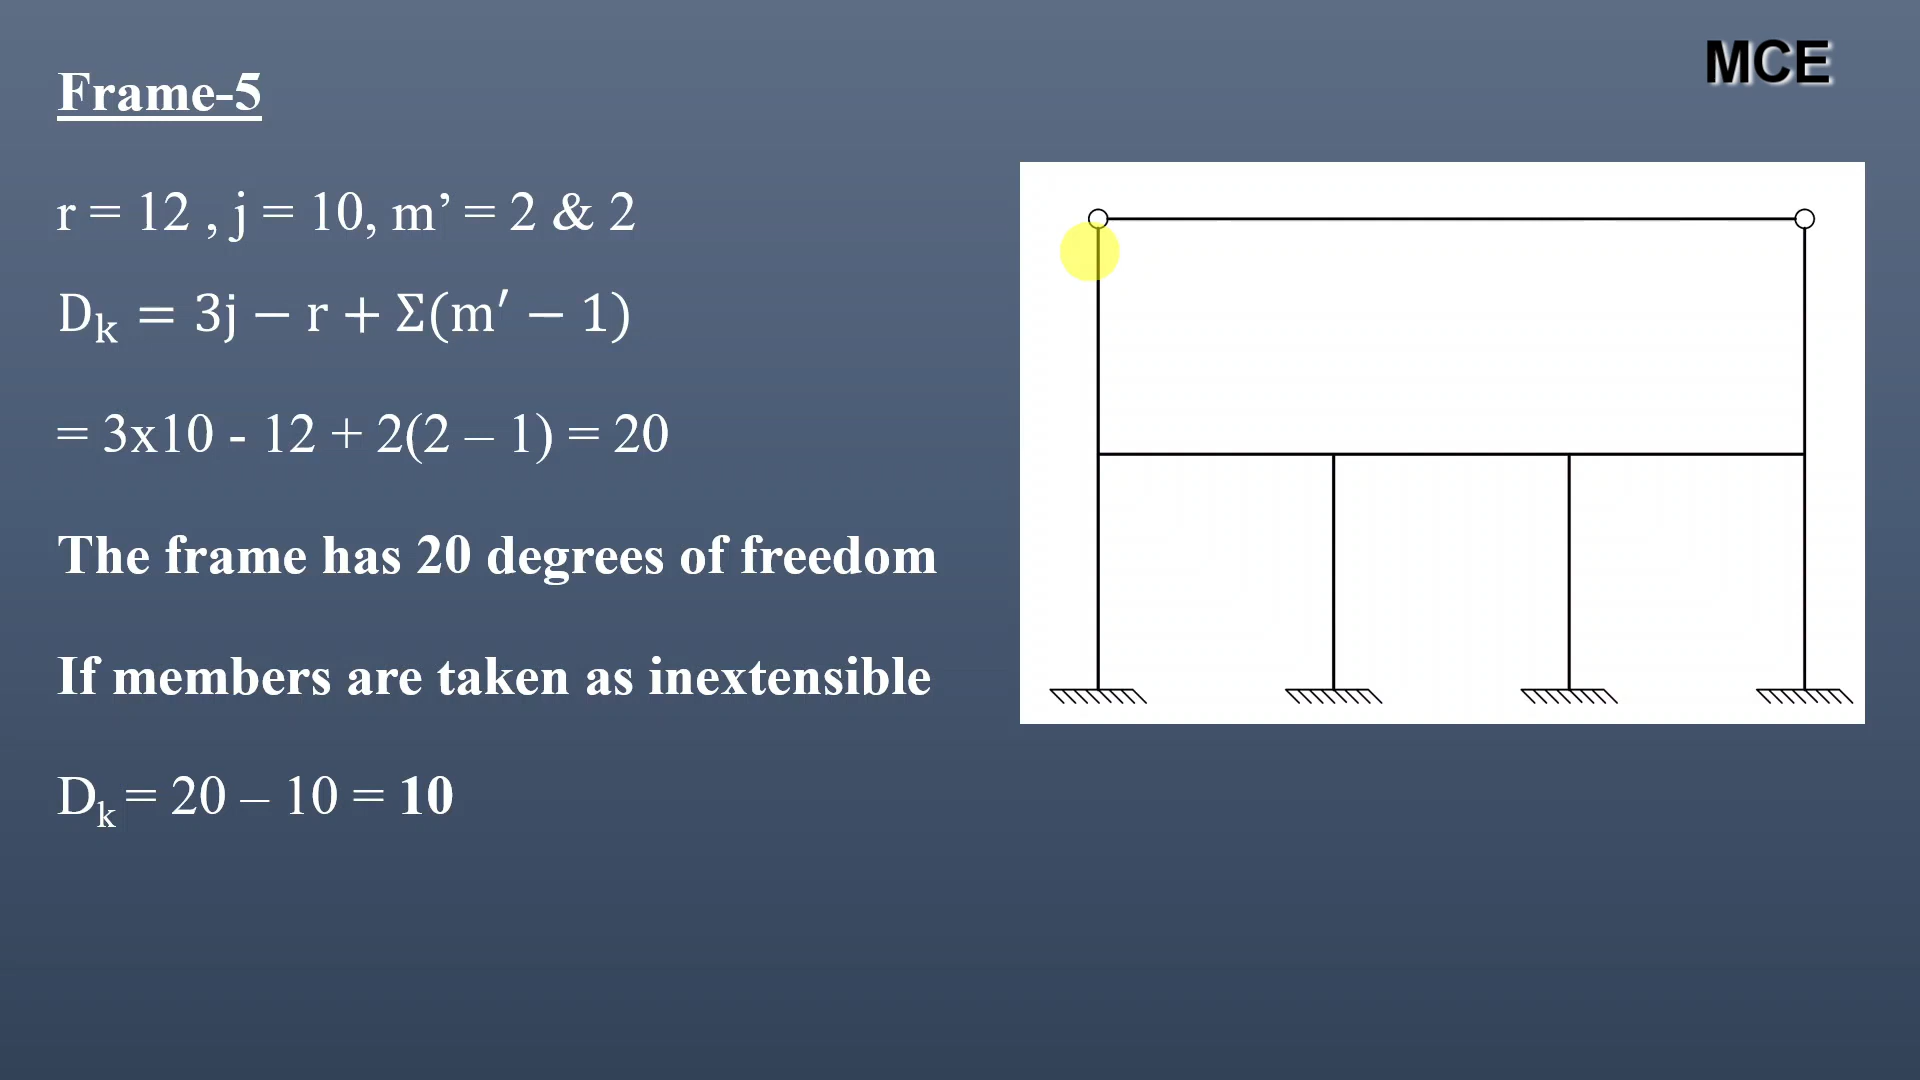 MCE
Frame-5
r = 12 , j = 10, m’ = 2 & 2
Dₖ = 3j − r + Σ(m′ − 1)
= 3x10 - 12 + 2(2 – 1) = 20
The frame has 20 degrees of freedom
If members are taken as inextensible
Dₖ = 20 – 10 = 10